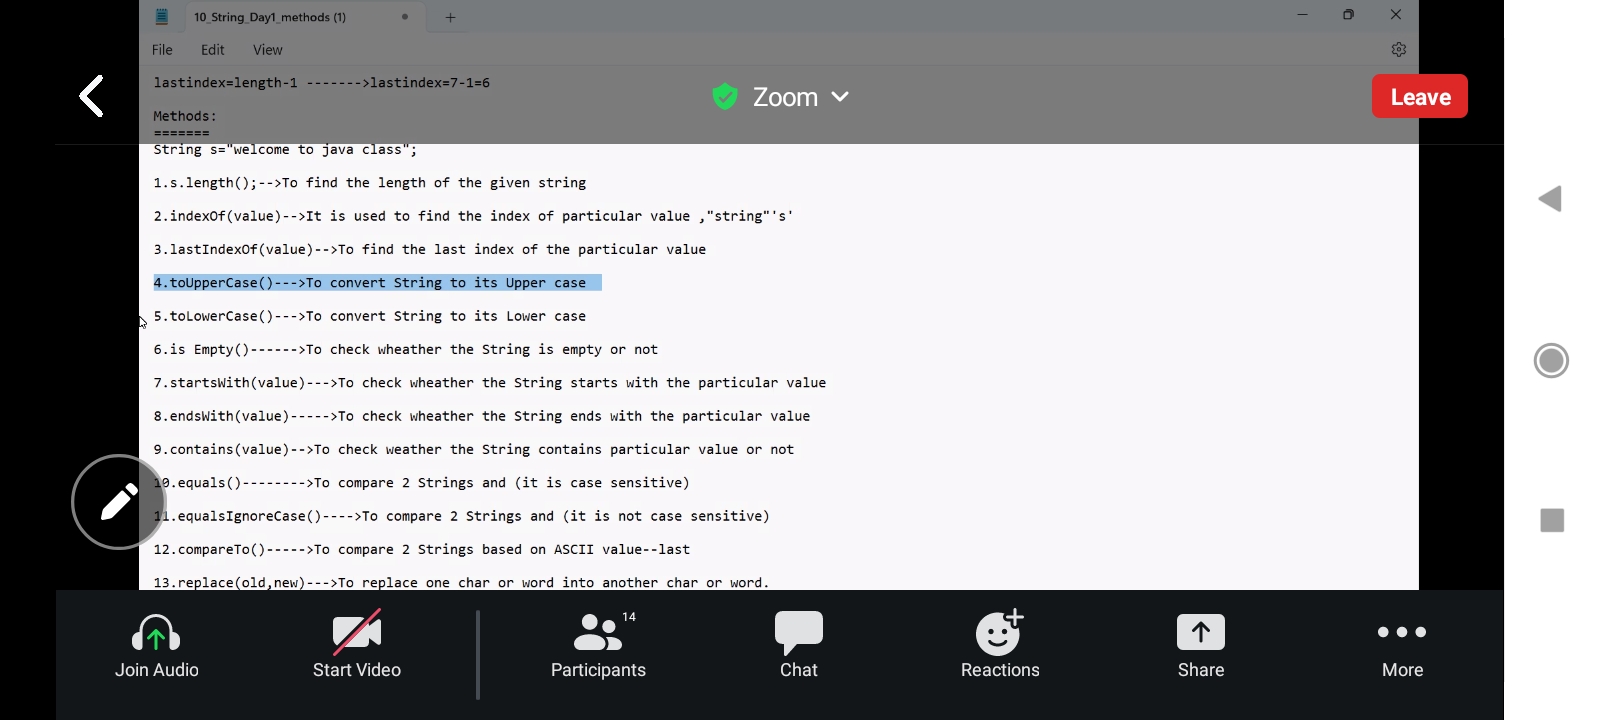 10_String_Day1_methods (1)
File Edit View
lastindex=length-1 ------->lastindex=7-1=6
Zoom
Leave
Methods:
=======
String s="welcome to java class";
1.s.length();-->To find the length of the given string
2.indexOf(value)-->It is used to find the index of particular value ,"string"'s'
3.lastIndexOf(value)-->To find the last index of the particular value
4.toUpperCase()--->To convert String to its Upper case
5.toLowerCase()--->To convert String to its Lower case
6.is Empty()------>To check wheather the String is empty or not
7.startsWith(value)--->To check wheather the String starts with the particular value
8.endsWith(value)----->To check wheather the String ends with the particular value
9.contains(value)-->To check weather the String contains particular value or not
10.equals()-------->To compare 2 Strings and (it is case sensitive)
11.equalsIgnoreCase()---->To compare 2 Strings and (it is not case sensitive)
12.compareTo()----->To compare 2 Strings based on ASCII value--last
13.replace(old,new)--->To replace one char or word into another char or word.
14
Join Audio Start Video Participants Chat Reactions Share More